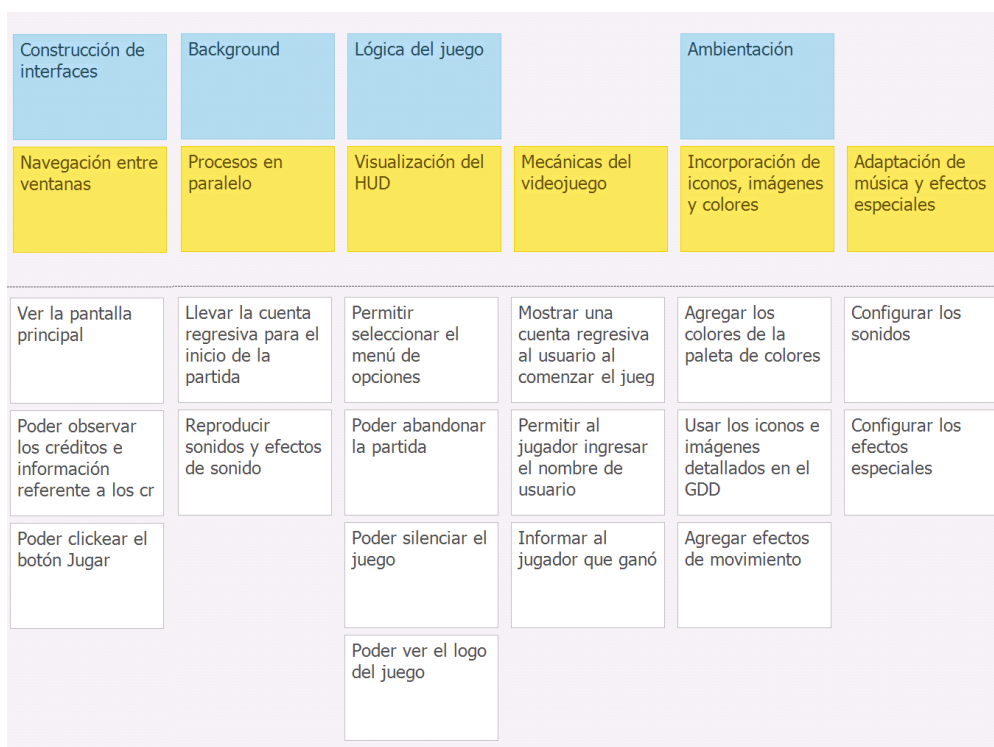 Construcción de
interfaces
Background
Lógica del juego
Ambientación
Navegación entre
ventanas
Procesos en
paralelo
Visualización del
HUD
Mecánicas del
videojuego
Incorporación de
iconos, imágenes
y colores
Adaptación de
música y efectos
especiales
Ver la pantalla
principal
Llevar la cuenta
regresiva para el
inicio de la
partida
Permitir
seleccionar el
menú de
opciones
Mostrar una
cuenta regresiva
al usuario al
comenzar el jueg
Agregar los
colores de la
paleta de colores
Configurar los
sonidos
Poder observar
los créditos e
información
referente a los cr
Reproducir
sonidos y efectos
de sonido
Poder abandonar
la partida
Permitir al
jugador ingresar
el nombre de
usuario
Usar los iconos e
imágenes
detallados en el
GDD
Configurar los
efectos
especiales
Poder clickear el
botón Jugar
Poder silenciar el
juego
Informar al
jugador que ganó
Agregar efectos
de movimiento
Poder ver el logo
del juego